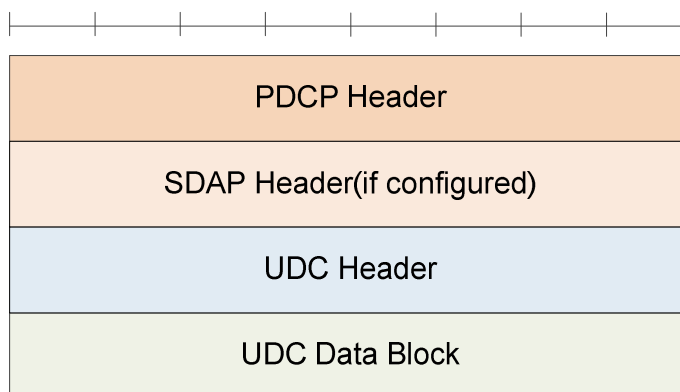 PDCP Header
SDAP Header(if configured)
UDC Header
UDC Data Block